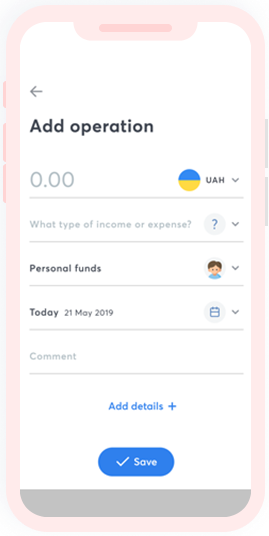 Add operation
0.00 UAH
What type of income or expense? ?
Personal funds
Today 21 May 2019
Comment
Add details +
Save